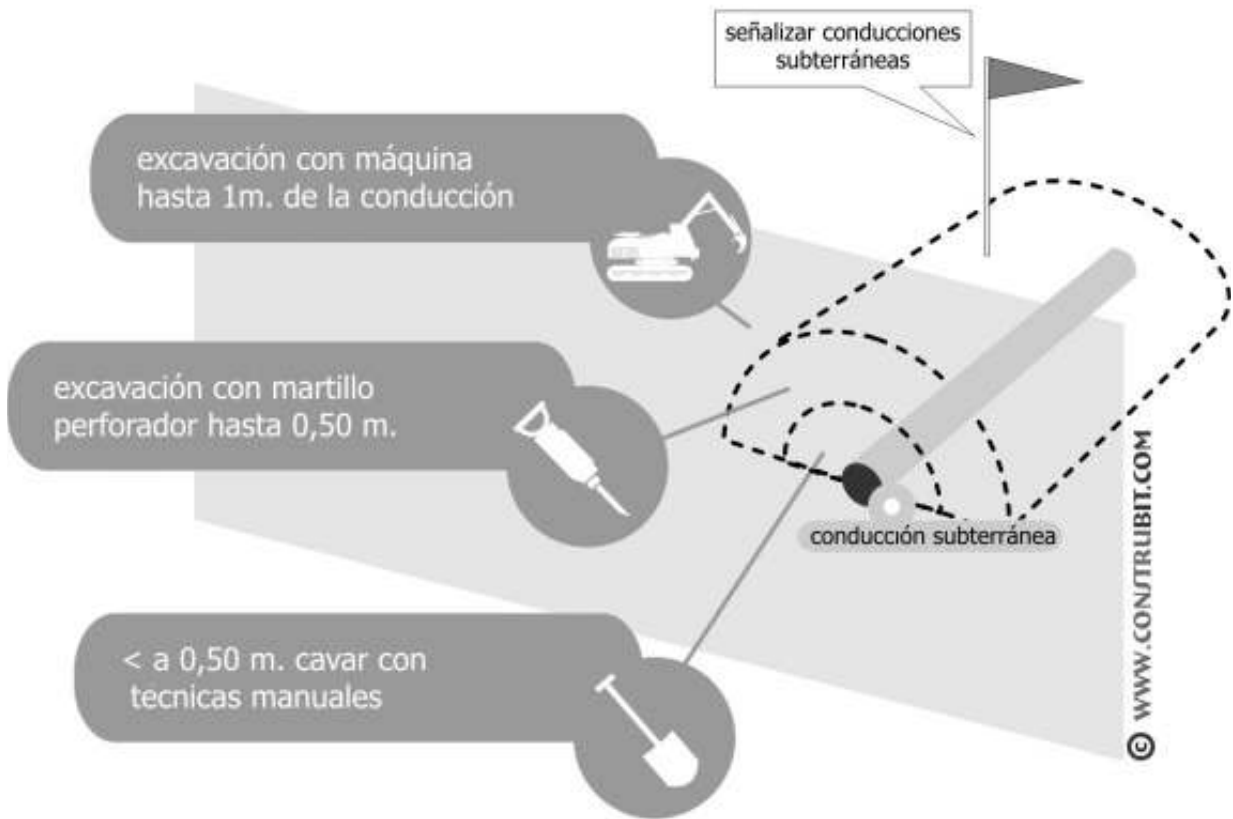 señalizar conducciones
subterráneas
excavación con máquina
hasta 1m. de la conducción
excavación con martillo
perforador hasta 0,50 m.
conducción subterránea
< a 0,50 m. cavar con
técnicas manuales
© WWW.CONSTRUBIT.COM